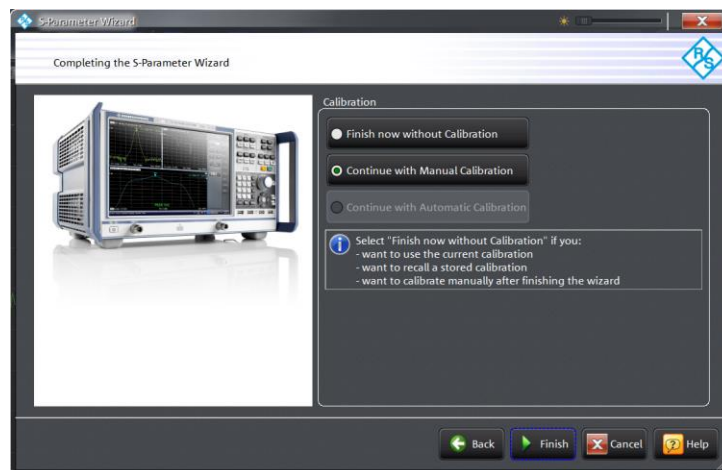 S-Parameter Wizard
Completing the S-Parameter Wizard
R/S
Calibration
Finish now without Calibration
Continue with Manual Calibration
Continue with Automatic Calibration
Select "Finish now without Calibration" if you:
- want to use the current calibration
- want to recall a stored calibration
- want to calibrate manually after finishing the wizard
Back
Finish
Cancel
Help